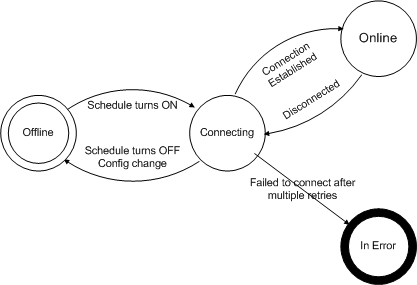 Online
Connection
Established
Disconnected
Schedule turns ON
Offline
Connecting
Schedule turns OFF
Config change
Failed to connect after
multiple retries
In Error